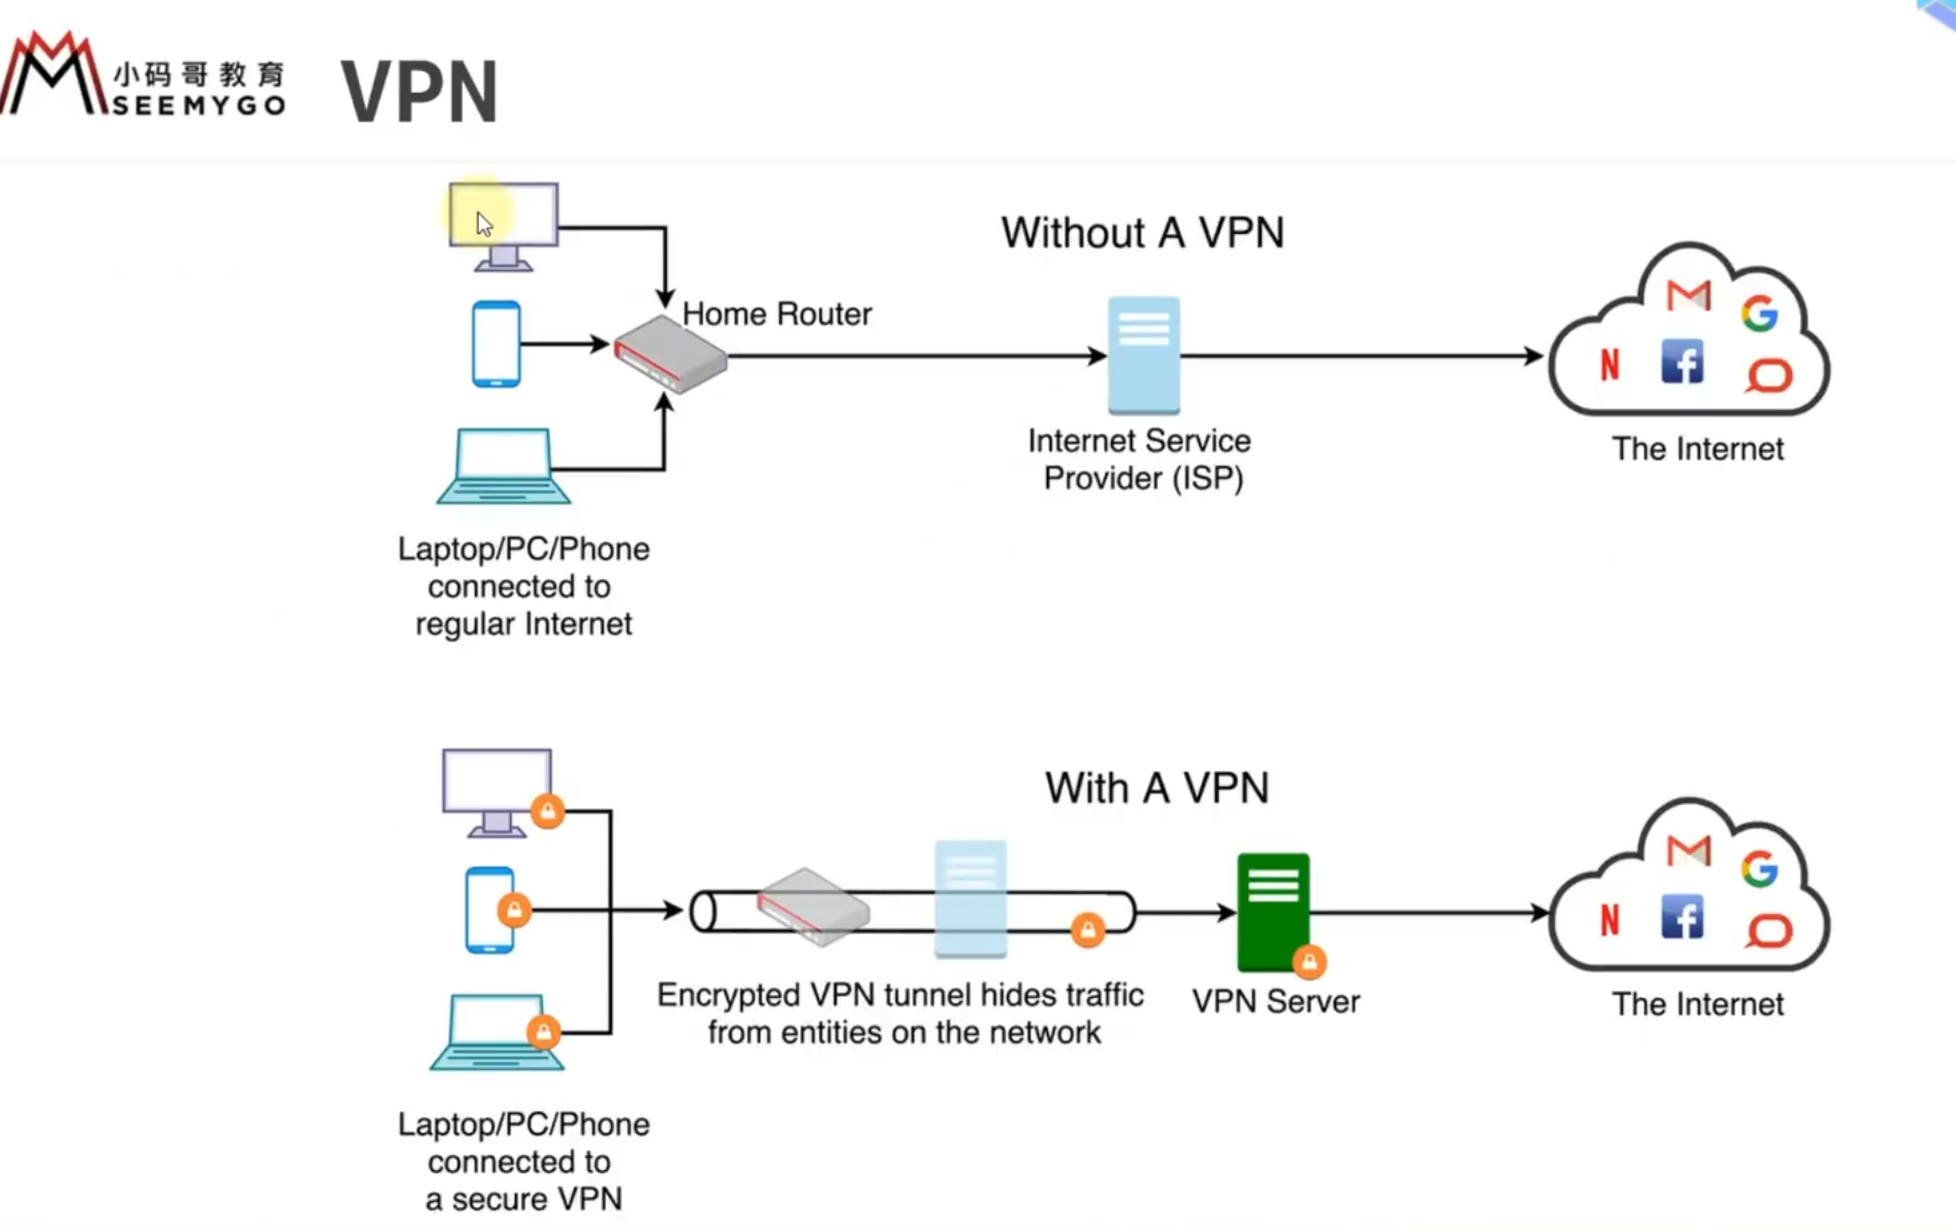 小码哥教育
SEEMYGO
VPN
Without A VPN
Home Router
Internet Service
Provider (ISP)
The Internet
Laptop/PC/Phone
connected to
regular Internet
With A VPN
Encrypted VPN tunnel hides traffic
from entities on the network
VPN Server
The Internet
Laptop/PC/Phone
connected to
a secure VPN